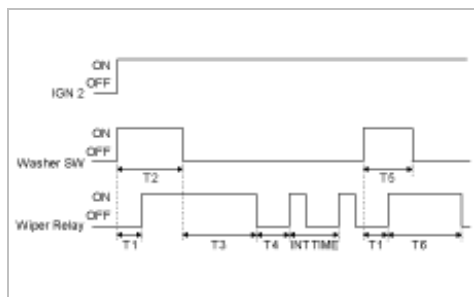 ON
OFF
IGN 2
ON
OFF
Washer SW
T2
T5
ON
OFF
Wiper Relay
T1
T3
T4
INT TIME
T1
T6